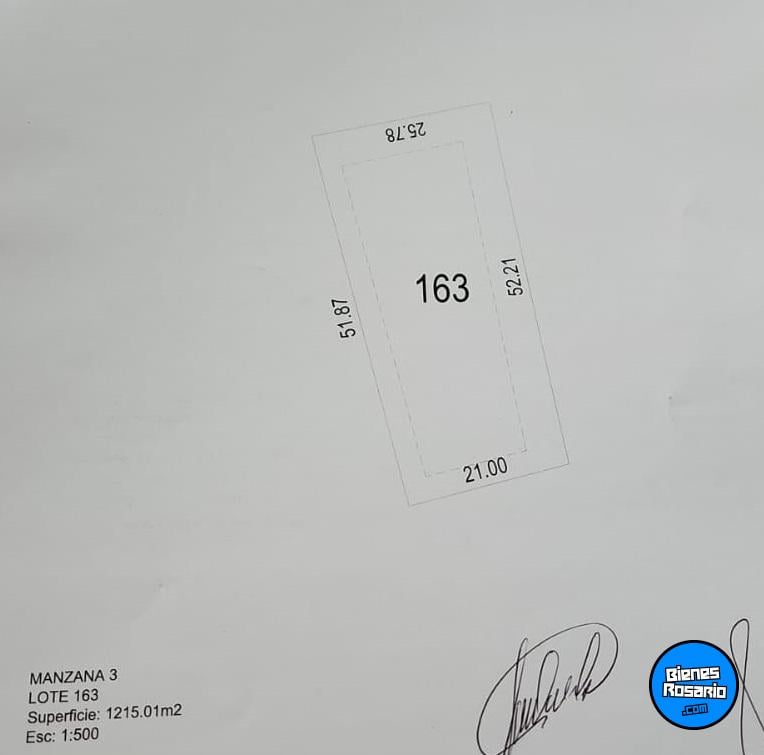 25.78
163
52.21
51.87
21.00
MANZANA 3
LOTE 163
Superficie: 1215.01m2
Esc: 1:500
Bienes
Rosario
.com